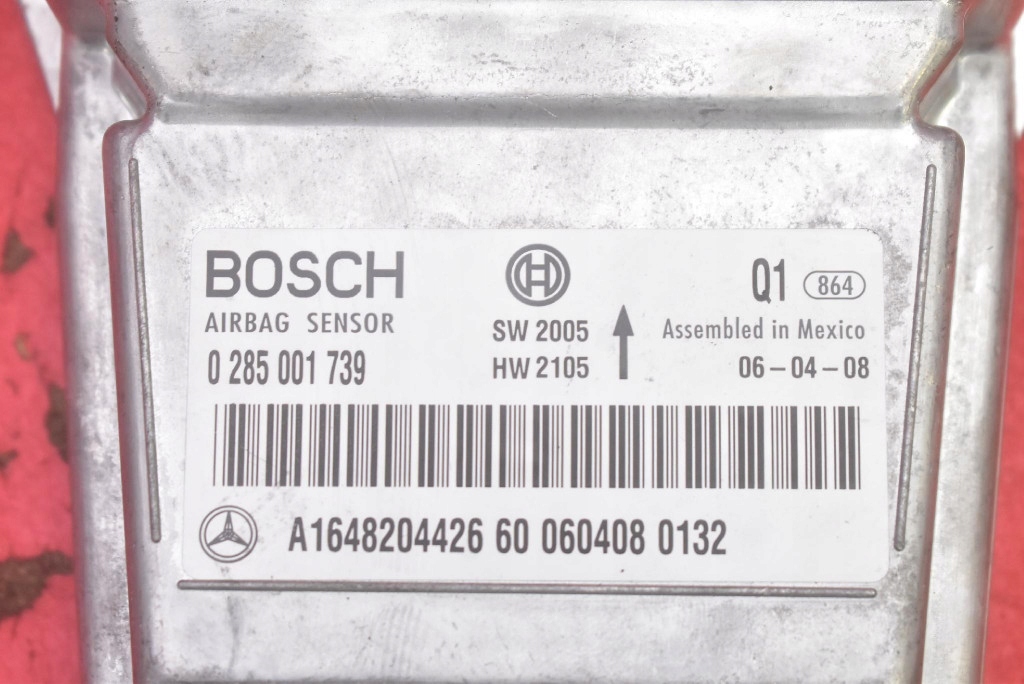 BOSCH
Q1 864
AIRBAG SENSOR
SW 2005
Assembled in Mexico
0 285 001 739
HW 2105
06-04-08
A1648204426 60 060408 0132